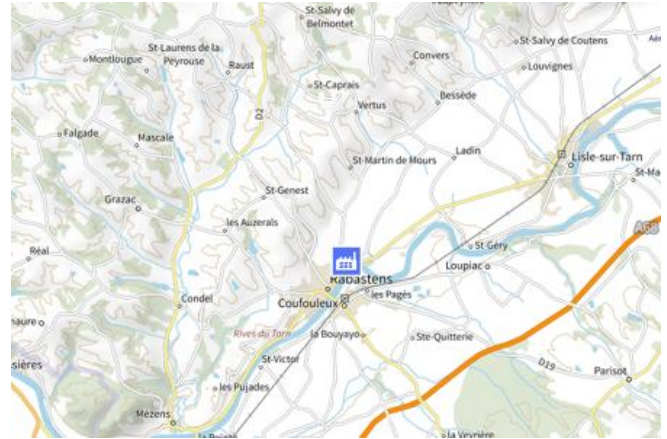 St-Salvy de
Belmontet
St-Laurens de la
Peyrouse
Montlougue
Raust
St-Salvy de Coutens
Convers
Louvignes
St-Caprais
D2
Bessède
Vertus
Falgade
Mascale
Ladin
Lisle-sur-Tarn
St-Martin de Mours
St-Ma
St-Genest
Grazac
les Auzerals
A68
St-Géry
Réal
Loupiac
Rabastens
les Pagès
Condel
Coufouleux
Rives du Tarn
la Bouyayo
Ste-Quitterie
St-Victor
D19
Parisot
les Pujades
Mezens
la Veyrière